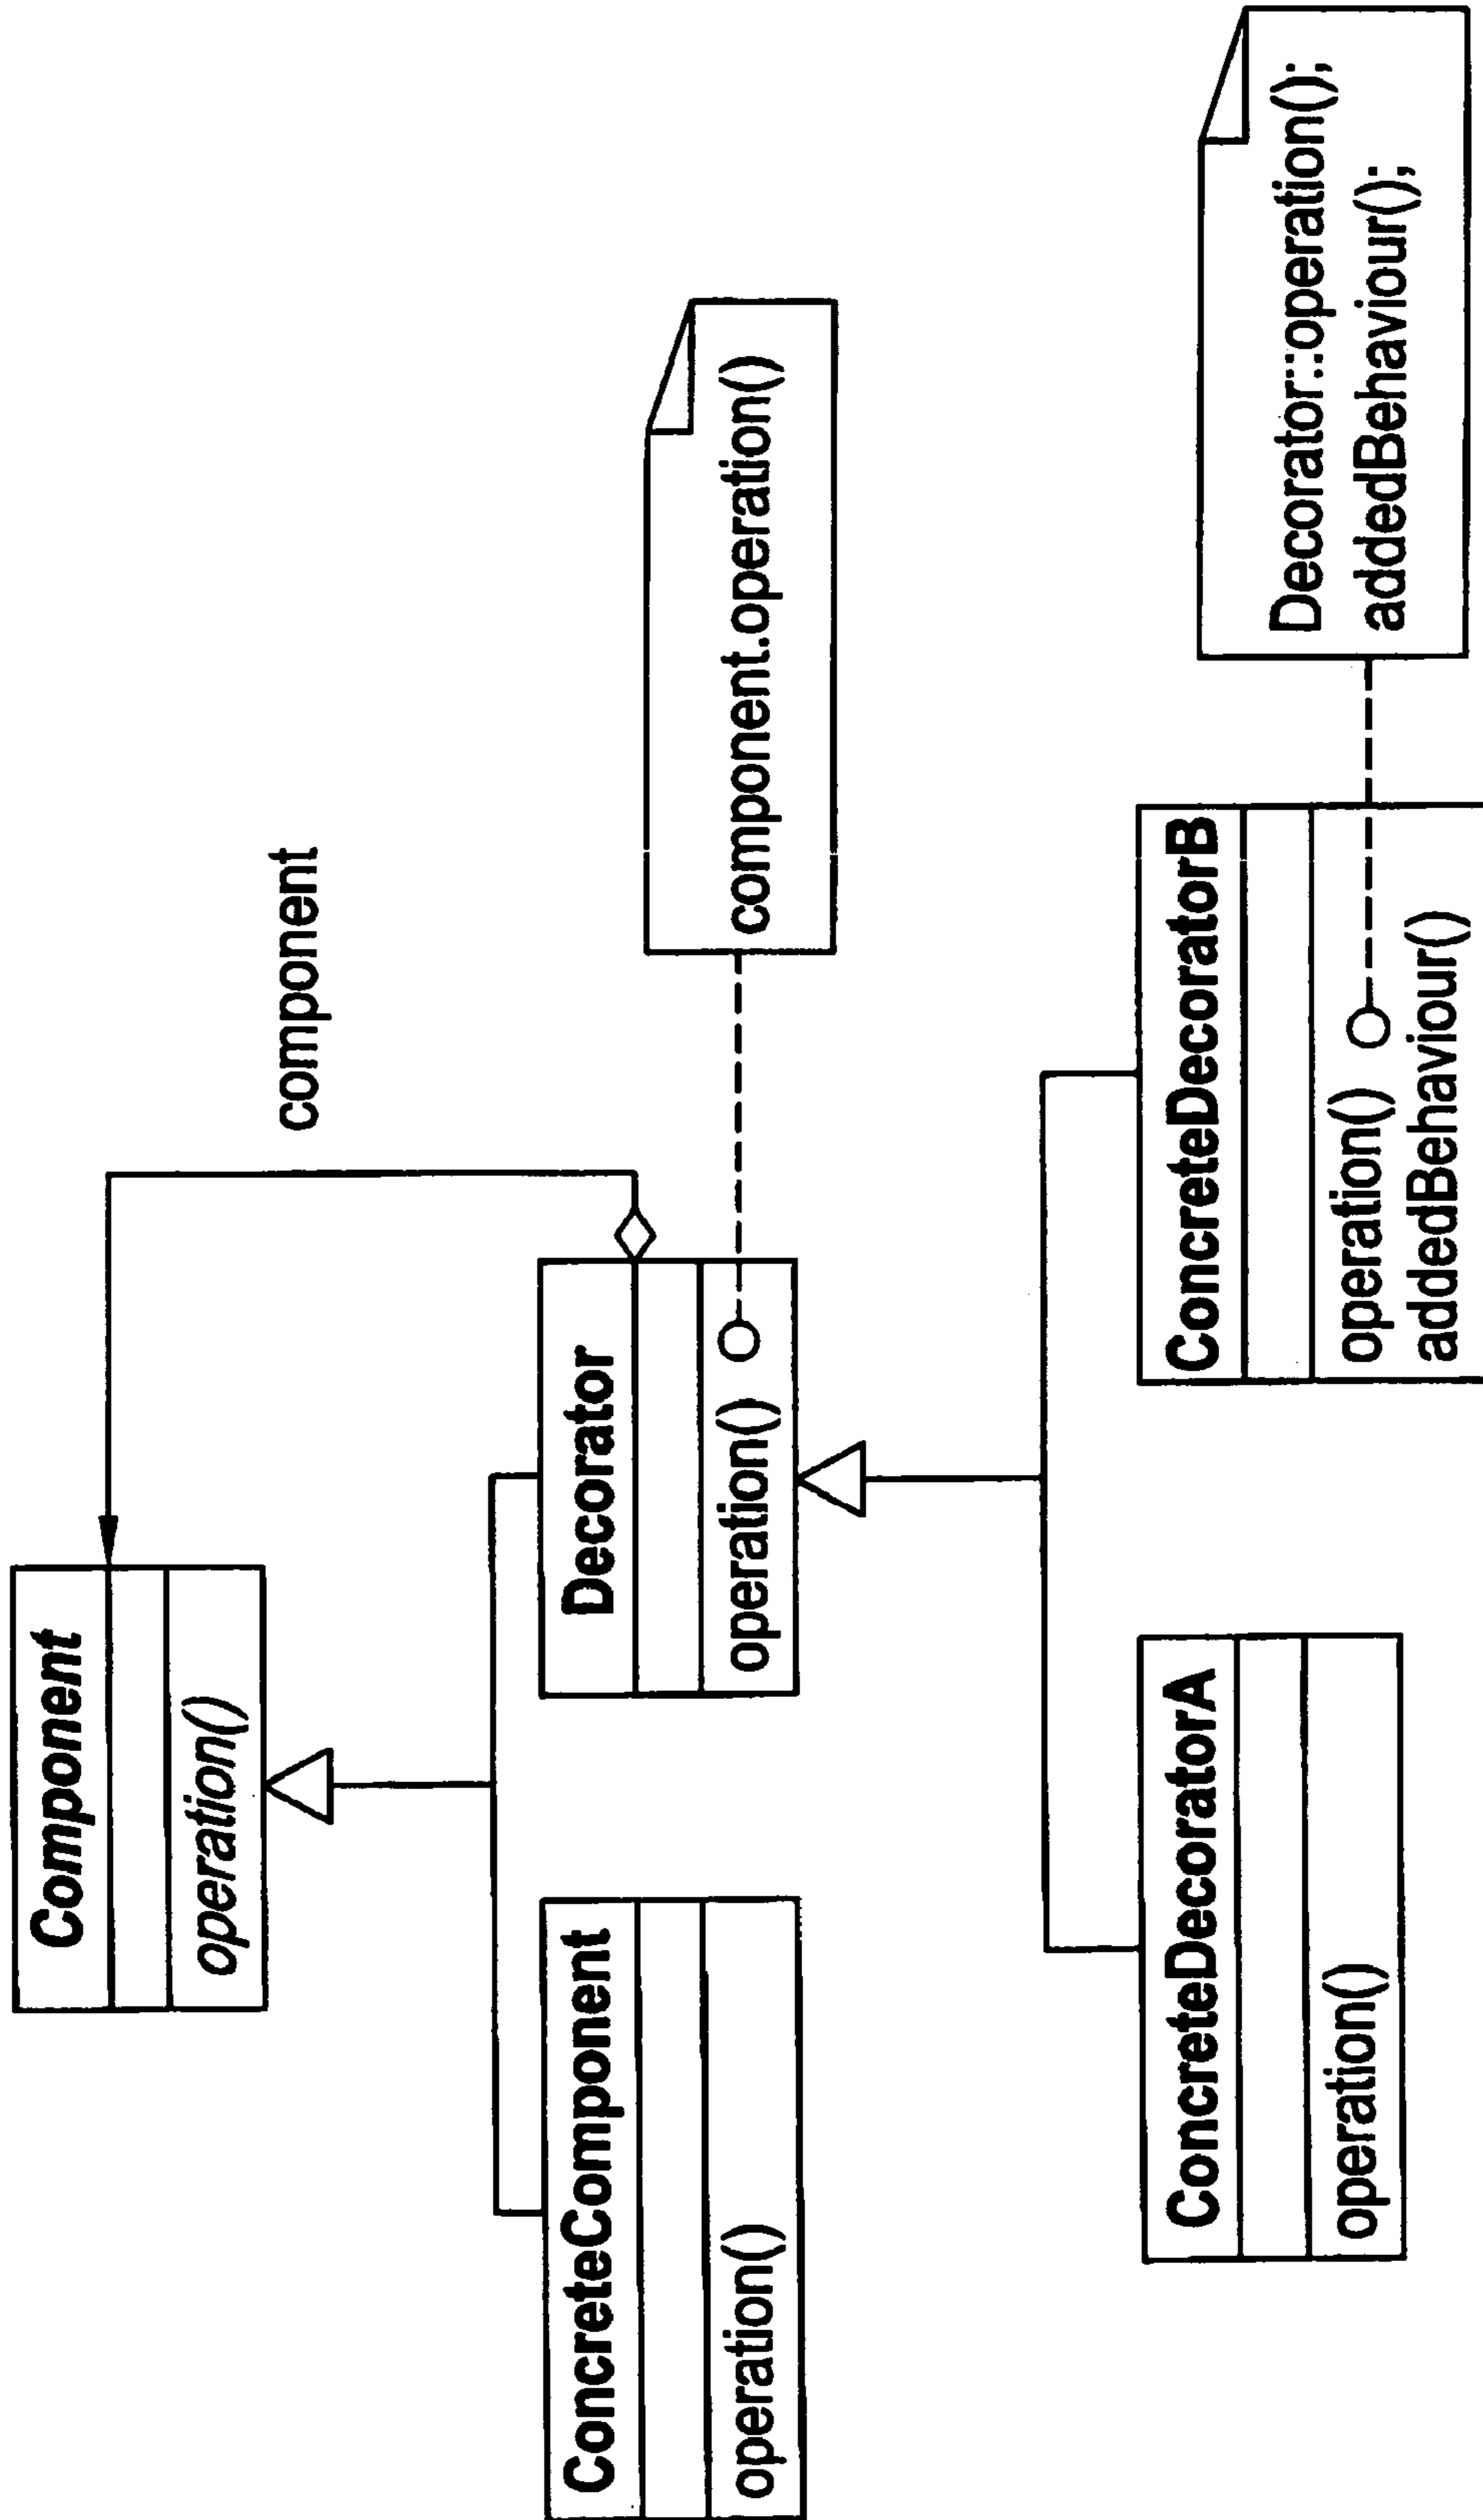 Component
operation()
component
ConcreteComponent
operation()
Decorator
operation()
component.operation()
ConcreteDecoratorA
operation()
ConcreteDecoratorB
operation()
addedBehaviour()
Decorator::operation();
addedBehaviour();